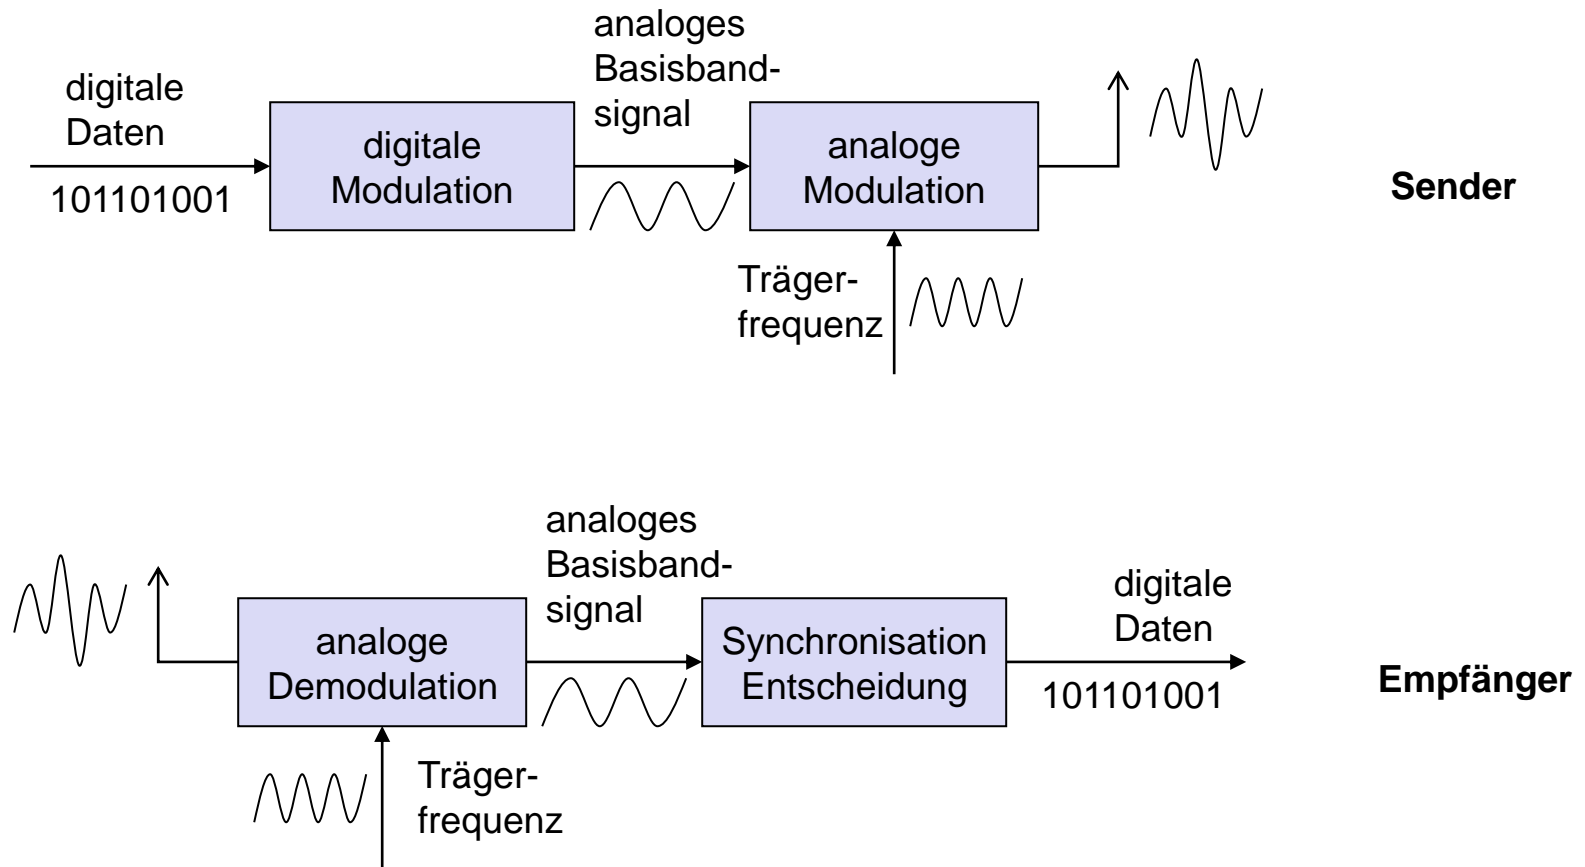 digitale
Daten
101101001
digitale
Modulation
analoges
Basisband-
signal
analoge
Modulation
Träger-
frequenz
Sender
analoge
Demodulation
Träger-
frequenz
analoges
Basisband-
signal
Synchronisation
Entscheidung
digitale
Daten
101101001
Empfänger